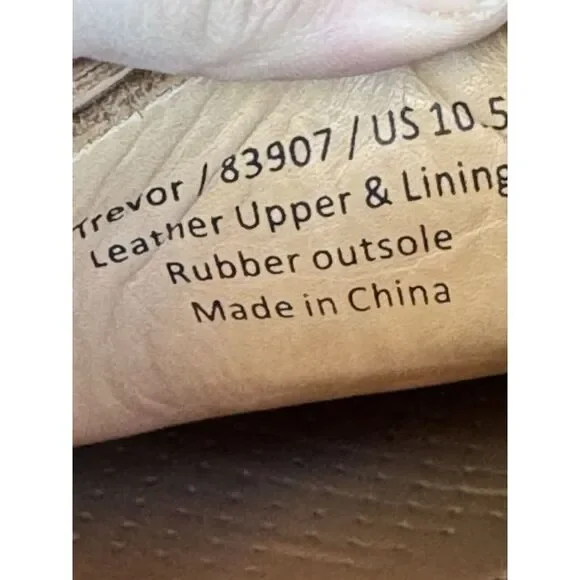 Trevor / 83907 / US 10.5
Leather Upper & Lining
Rubber outsole
Made in China